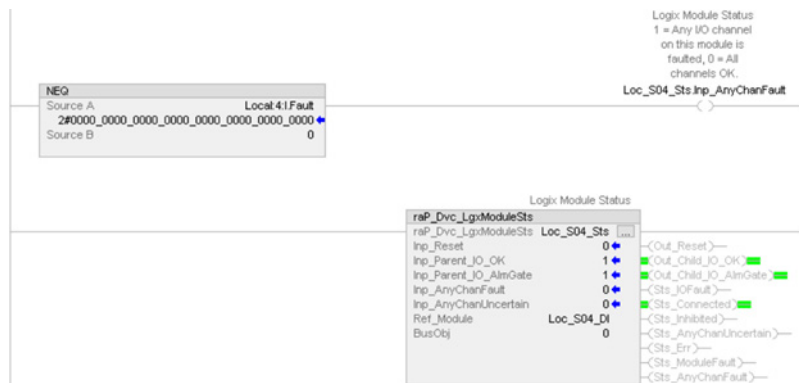 Logix Module Status
1 = Any I/O channel
on this module is
faulted, 0 = All
channels OK.
Loc_S04_Sts.Inp_AnyChanFault
NEQ
Source A Local:4:I.Fault
2#0000_0000_0000_0000_0000_0000_0000_0000
Source B 0
Logix Module Status
raP_Dvc_LgxModuleSts
raP_Dvc_LgxModuleSts Loc_S04_Sts ...
Inp_Reset 0 (Out_Reset)
Inp_Parent_IO_OK 1 (Out_Child_IO_OK)
Inp_Parent_IO_AlmGate 1 (Out_Child_IO_AlmGate)
Inp_AnyChanFault 0 (Sts_IOFault)
Inp_AnyChanUncertain 0 (Sts_Connected)
Ref_Module Loc_S04_DI (Sts_Inhibited)
BusObj 0 (Sts_AnyChanUncertain)
(Sts_Err)
(Sts_ModuleFault)
(Sts_AnyChanFault)